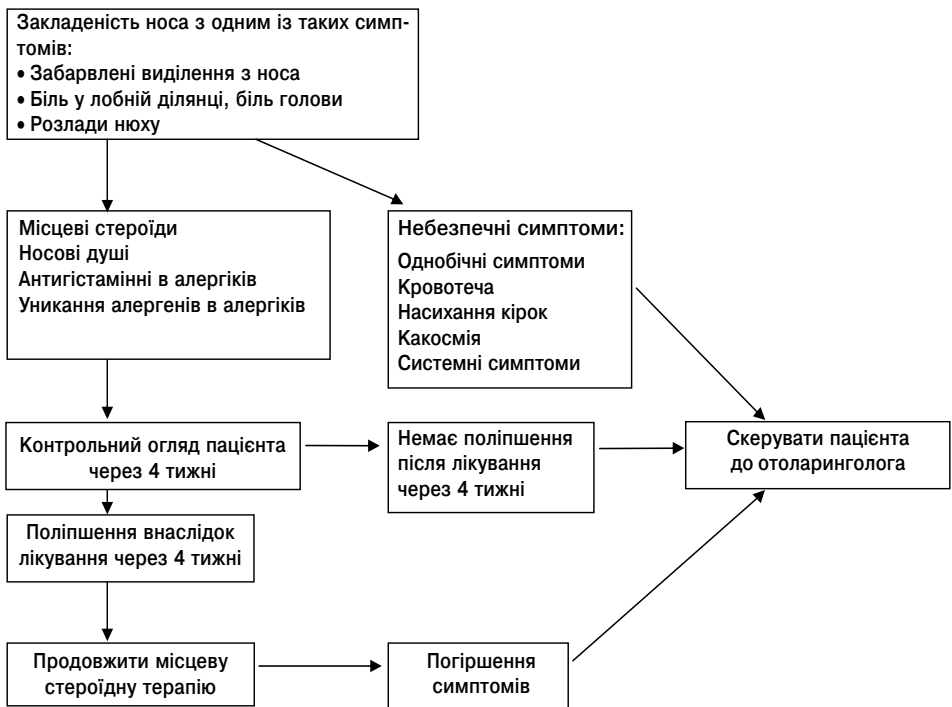 Закладеність носа з одним із таких симп-
томів:
• Забарвлені виділення з носа
• Біль у лобній ділянці, біль голови
• Розлади нюху
Місцеві стероїди
Носові душі
Антигістамінні в алергіків
Уникання алергенів в алергіків
Небезпечні симптоми:
Однобічні симптоми
Кровотеча
Насихання кірок
Какосмія
Системні симптоми
Контрольний огляд пацієнта
через 4 тижні
Немає поліпшення
після лікування
через 4 тижні
Скерувати пацієнта
до отоларинголога
Поліпшення внаслідок
лікування через 4 тижні
Продовжити місцеву
стероїдну терапію
Погіршення
симптомів